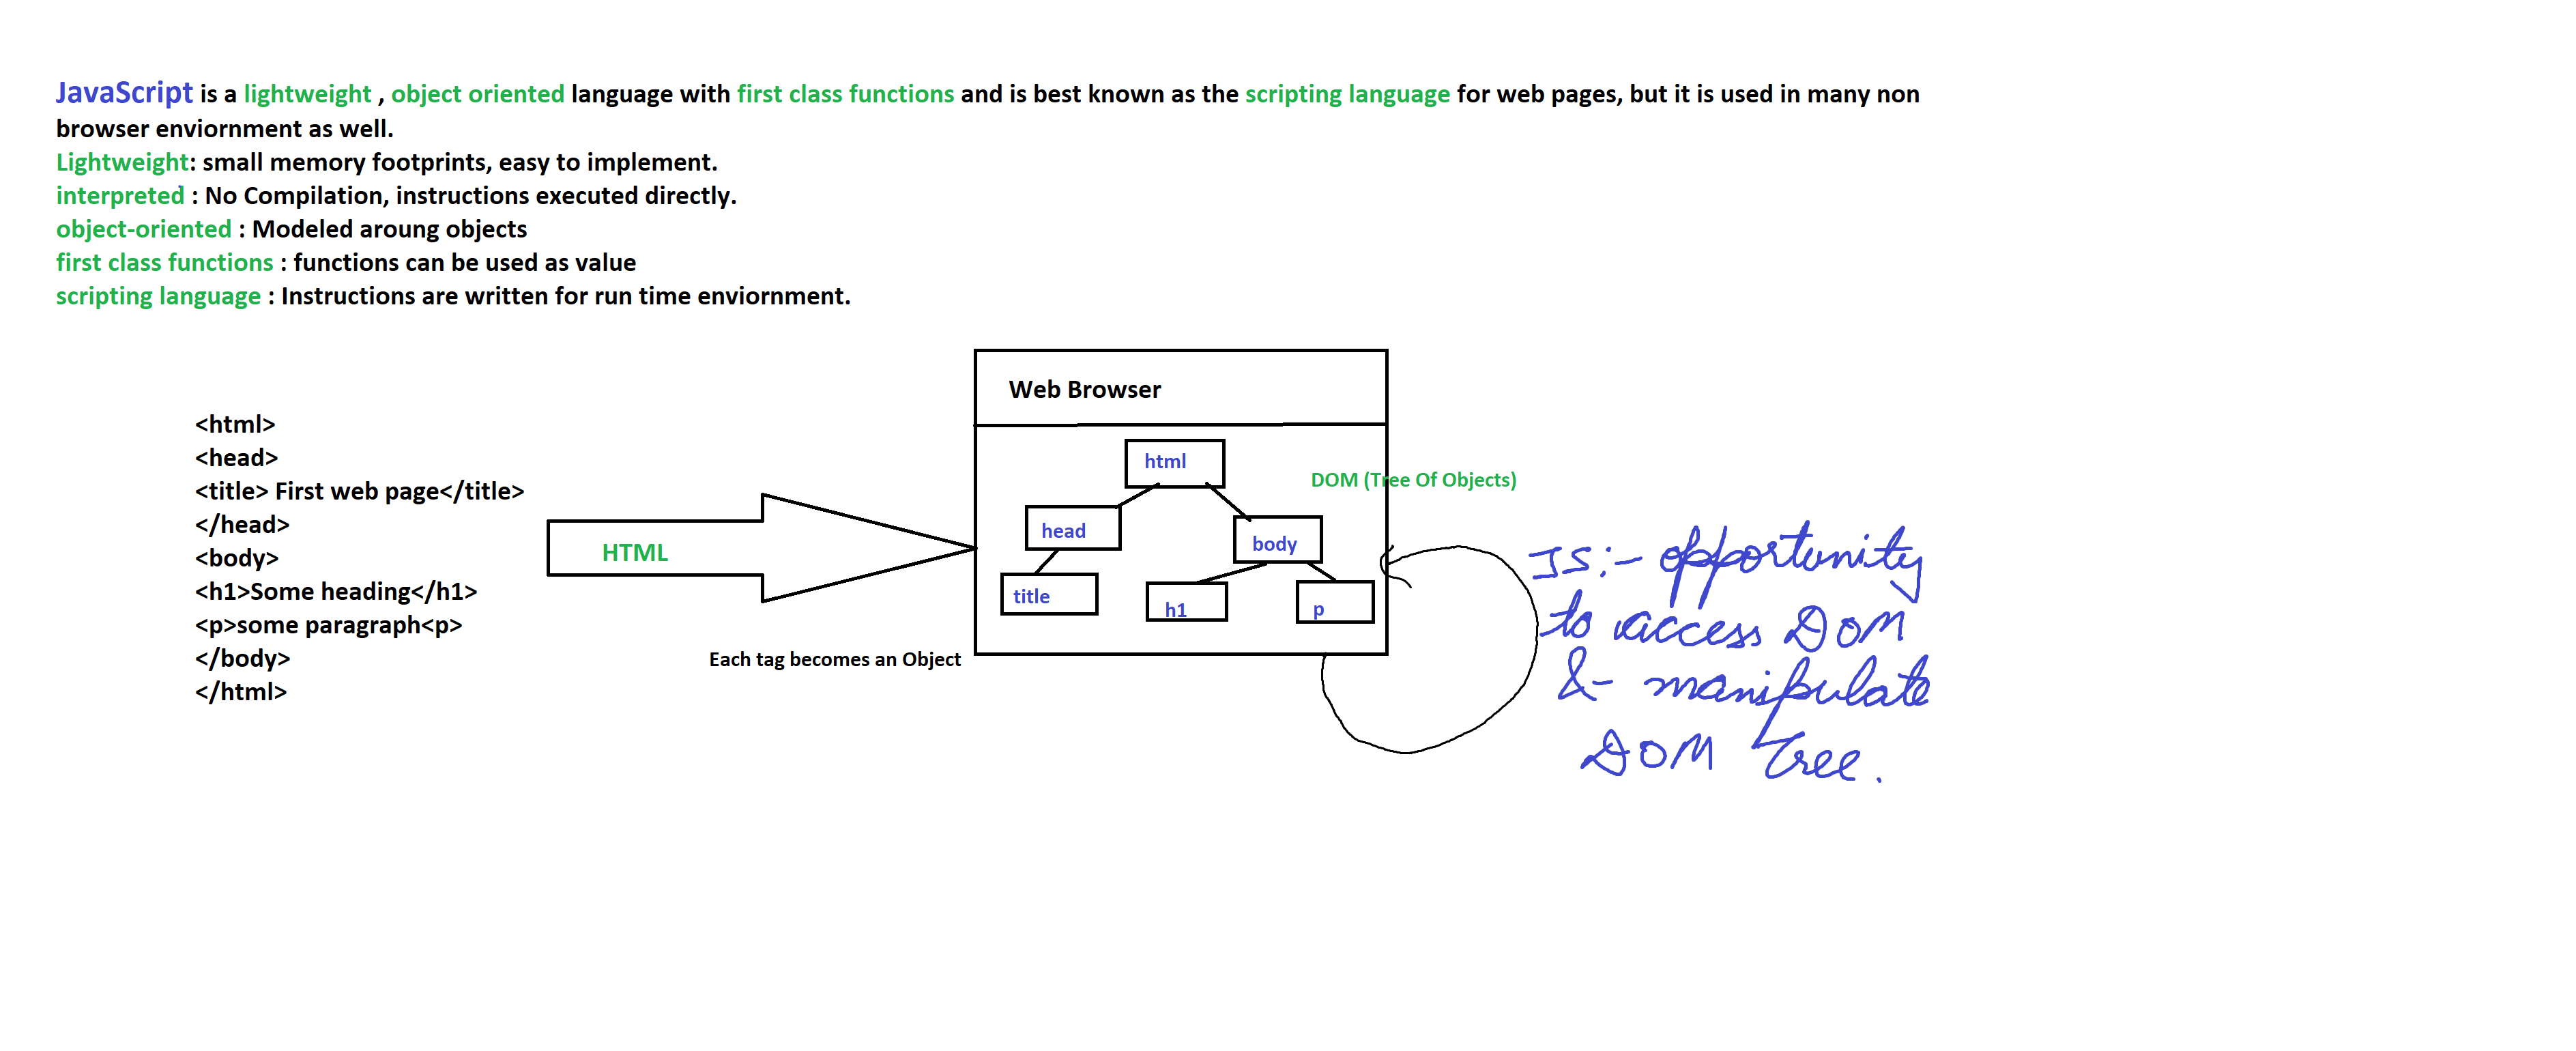 JavaScript is a lightweight , object oriented language with first class functions and is best known as the scripting language for web pages, but it is used in many non
browser enviornment as well.
Lightweight: small memory footprints, easy to implement.
interpreted : No Compilation, instructions executed directly.
object-oriented : Modeled aroung objects
first class functions : functions can be used as value
scripting language : Instructions are written for run time enviornment.
<html>
<head>
<title> First web page</title>
</head>
<body>
<h1>Some heading</h1>
<p>some paragraph<p>
</body>
</html>
HTML
Each tag becomes an Object
Web Browser
html
DOM (Tree Of Objects)
head
body
title
h1
p
JS:- opportunity
to access DOM
& manipulate
DOM Tree.